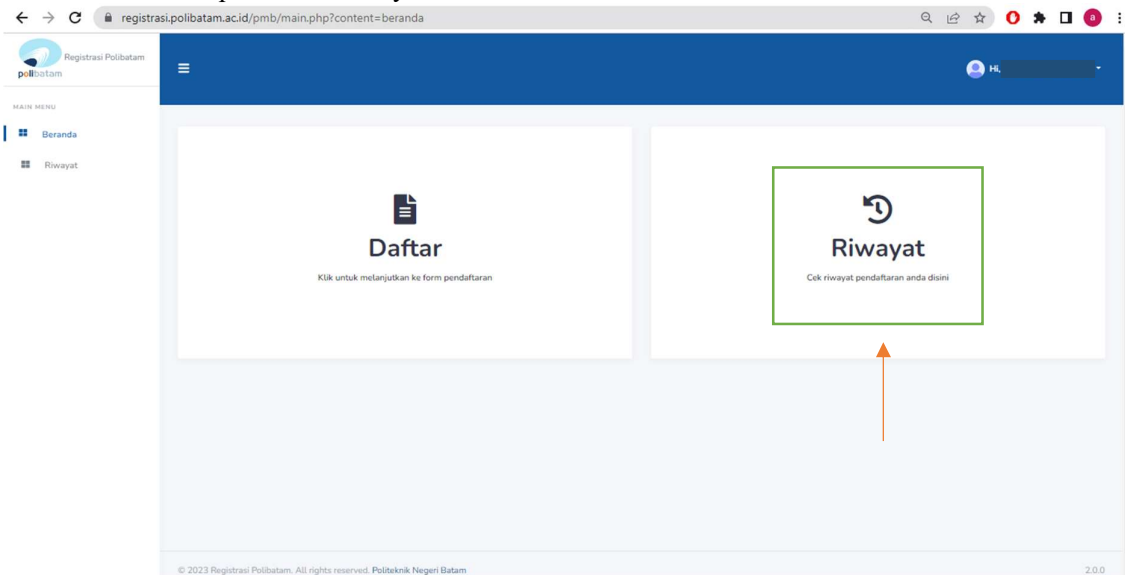 registrasi.polibatam.ac.id/pmb/main.php?content=beranda
a
Registrasi Polibatam
polibatam
Hi,
MAIN MENU
Beranda
Riwayat
Daftar
Klik untuk melanjutkan ke form pendaftaran
Riwayat
Cek riwayat pendaftaran anda disini
© 2023 Registrasi Polibatam. All rights reserved. Politeknik Negeri Batam
2.0.0